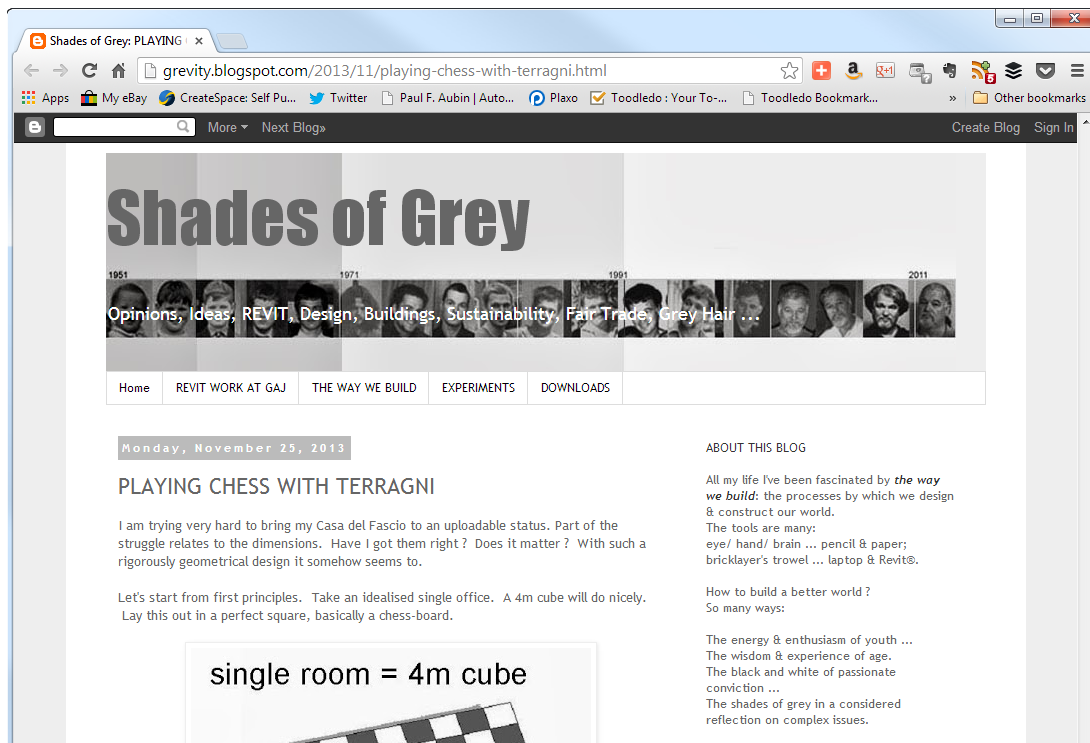 Shades of Grey: PLAYING
grevity.blogspot.com/2013/11/playing-chess-with-terragni.html
g+1
?
5
Apps My eBay CreateSpace: Self Pu... Twitter Paul F. Aubin | Auto... Plaxo Toodledo : Your To-... Toodledo Bookmark... » Other bookmarks
More Next Blog» Create Blog Sign In
Shades of Grey
1951 1971 1991 2011
Opinions, Ideas, REVIT, Design, Buildings, Sustainability, Fair Trade, Grey Hair ...
Home REVIT WORK AT GAJ THE WAY WE BUILD EXPERIMENTS DOWNLOADS
Monday, November 25, 2013
PLAYING CHESS WITH TERRAGNI
I am trying very hard to bring my Casa del Fascio to an uploadable status. Part of the
struggle relates to the dimensions. Have I got them right ? Does it matter ? With such a
rigorously geometrical design it somehow seems to.
Let's start from first principles. Take an idealised single office. A 4m cube will do nicely.
Lay this out in a perfect square, basically a chess-board.
single room = 4m cube
ABOUT THIS BLOG
All my life I've been fascinated by the way
we build: the processes by which we design
& construct our world.
The tools are many:
eye/ hand/ brain ... pencil & paper;
bricklayer's trowel ... laptop & Revit®.
How to build a better world ?
So many ways:
The energy & enthusiasm of youth ...
The wisdom & experience of age.
The black and white of passionate
conviction ...
The shades of grey in a considered
reflection on complex issues.